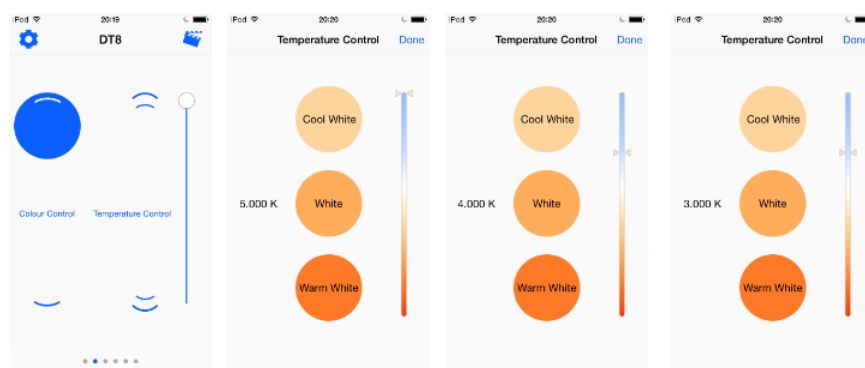 iPod 20:19
DT8
Colour Control Temperature Control
iPod 20:20
Temperature Control Done
Cool White
5.000 K White
Warm White
iPod 20:20
Temperature Control Done
Cool White
4.000 K White
Warm White
iPod 20:20
Temperature Control Done
Cool White
3.000 K White
Warm White